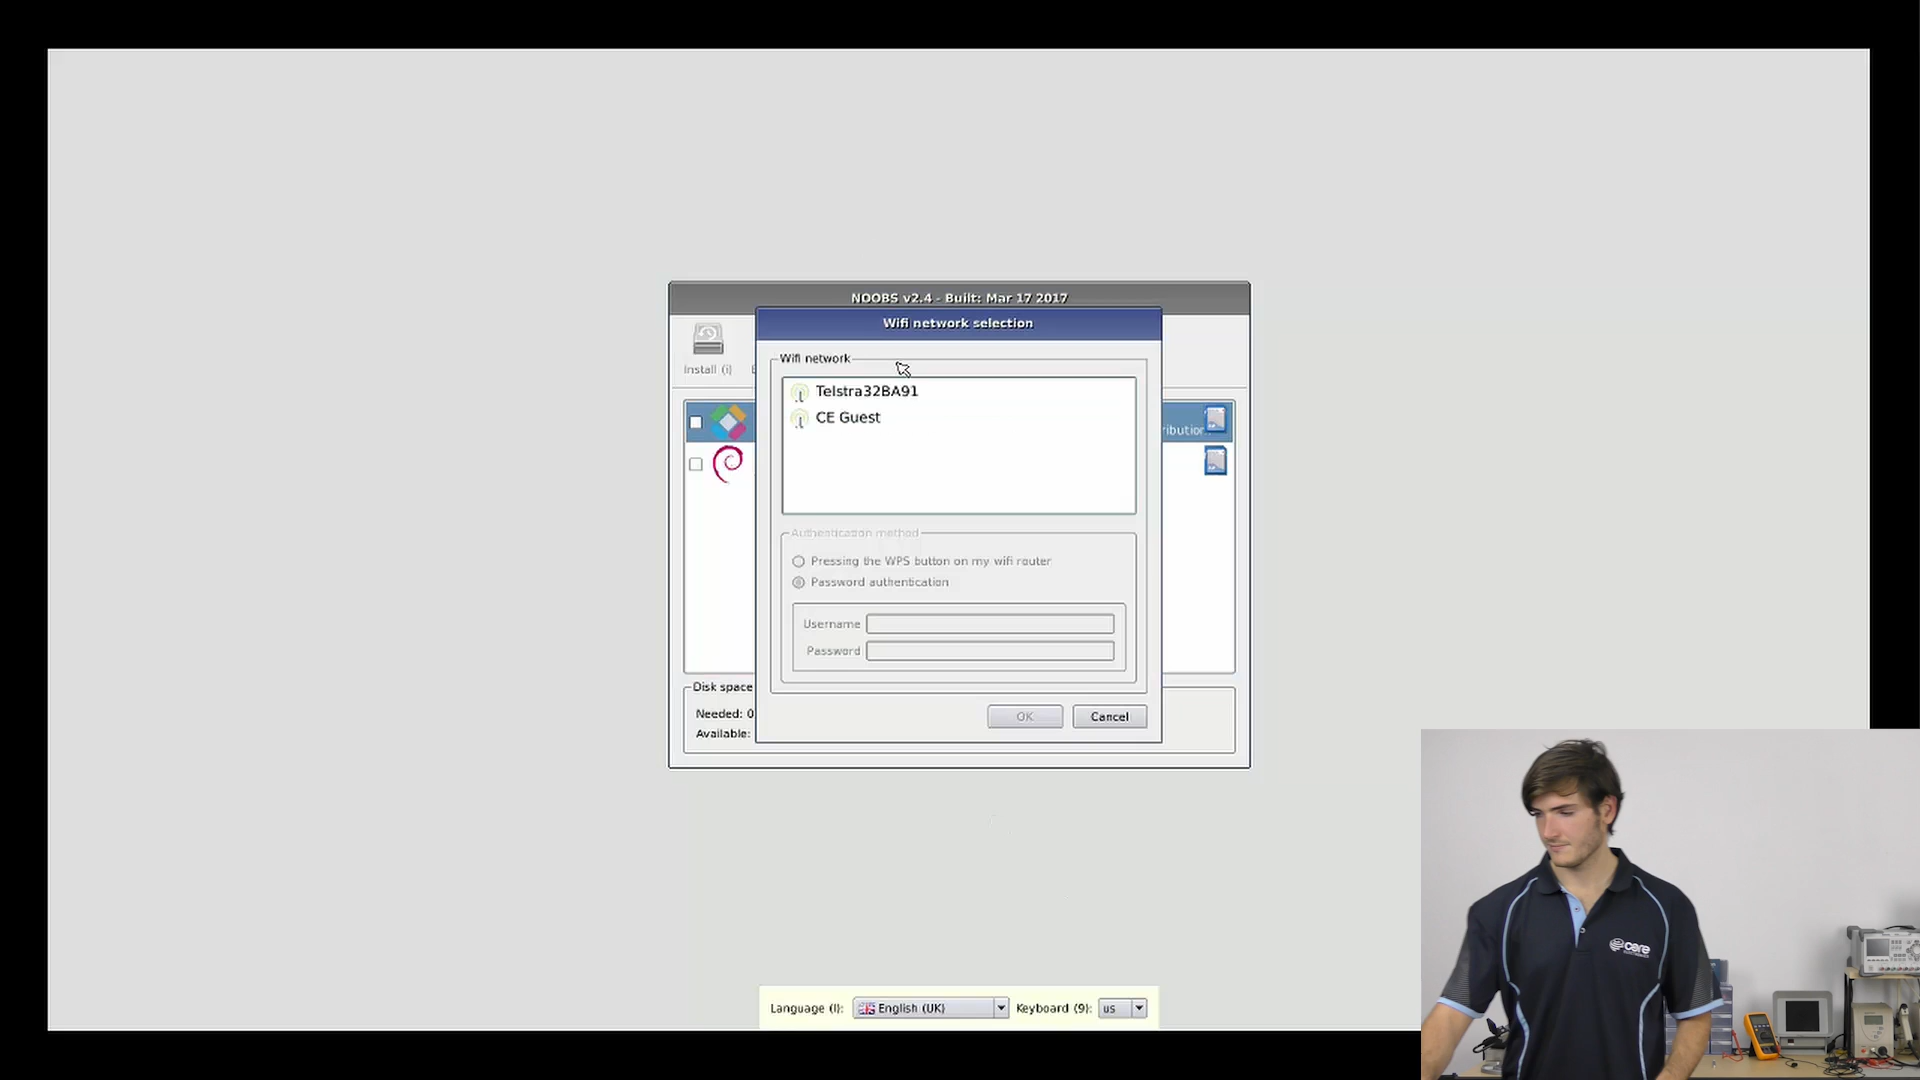 NOOBS v2.4 - Built: Mar 17 2017
Wifi network selection
Install (i)
Wifi network
Telstra32BA91
CE Guest
ribution
Authentication method
Pressing the WPS button on my wifi router
Password authentication
Username
Password
Disk space
Needed: 0
Available:
OK
Cancel
Language (l): English (UK) Keyboard (9): us
core